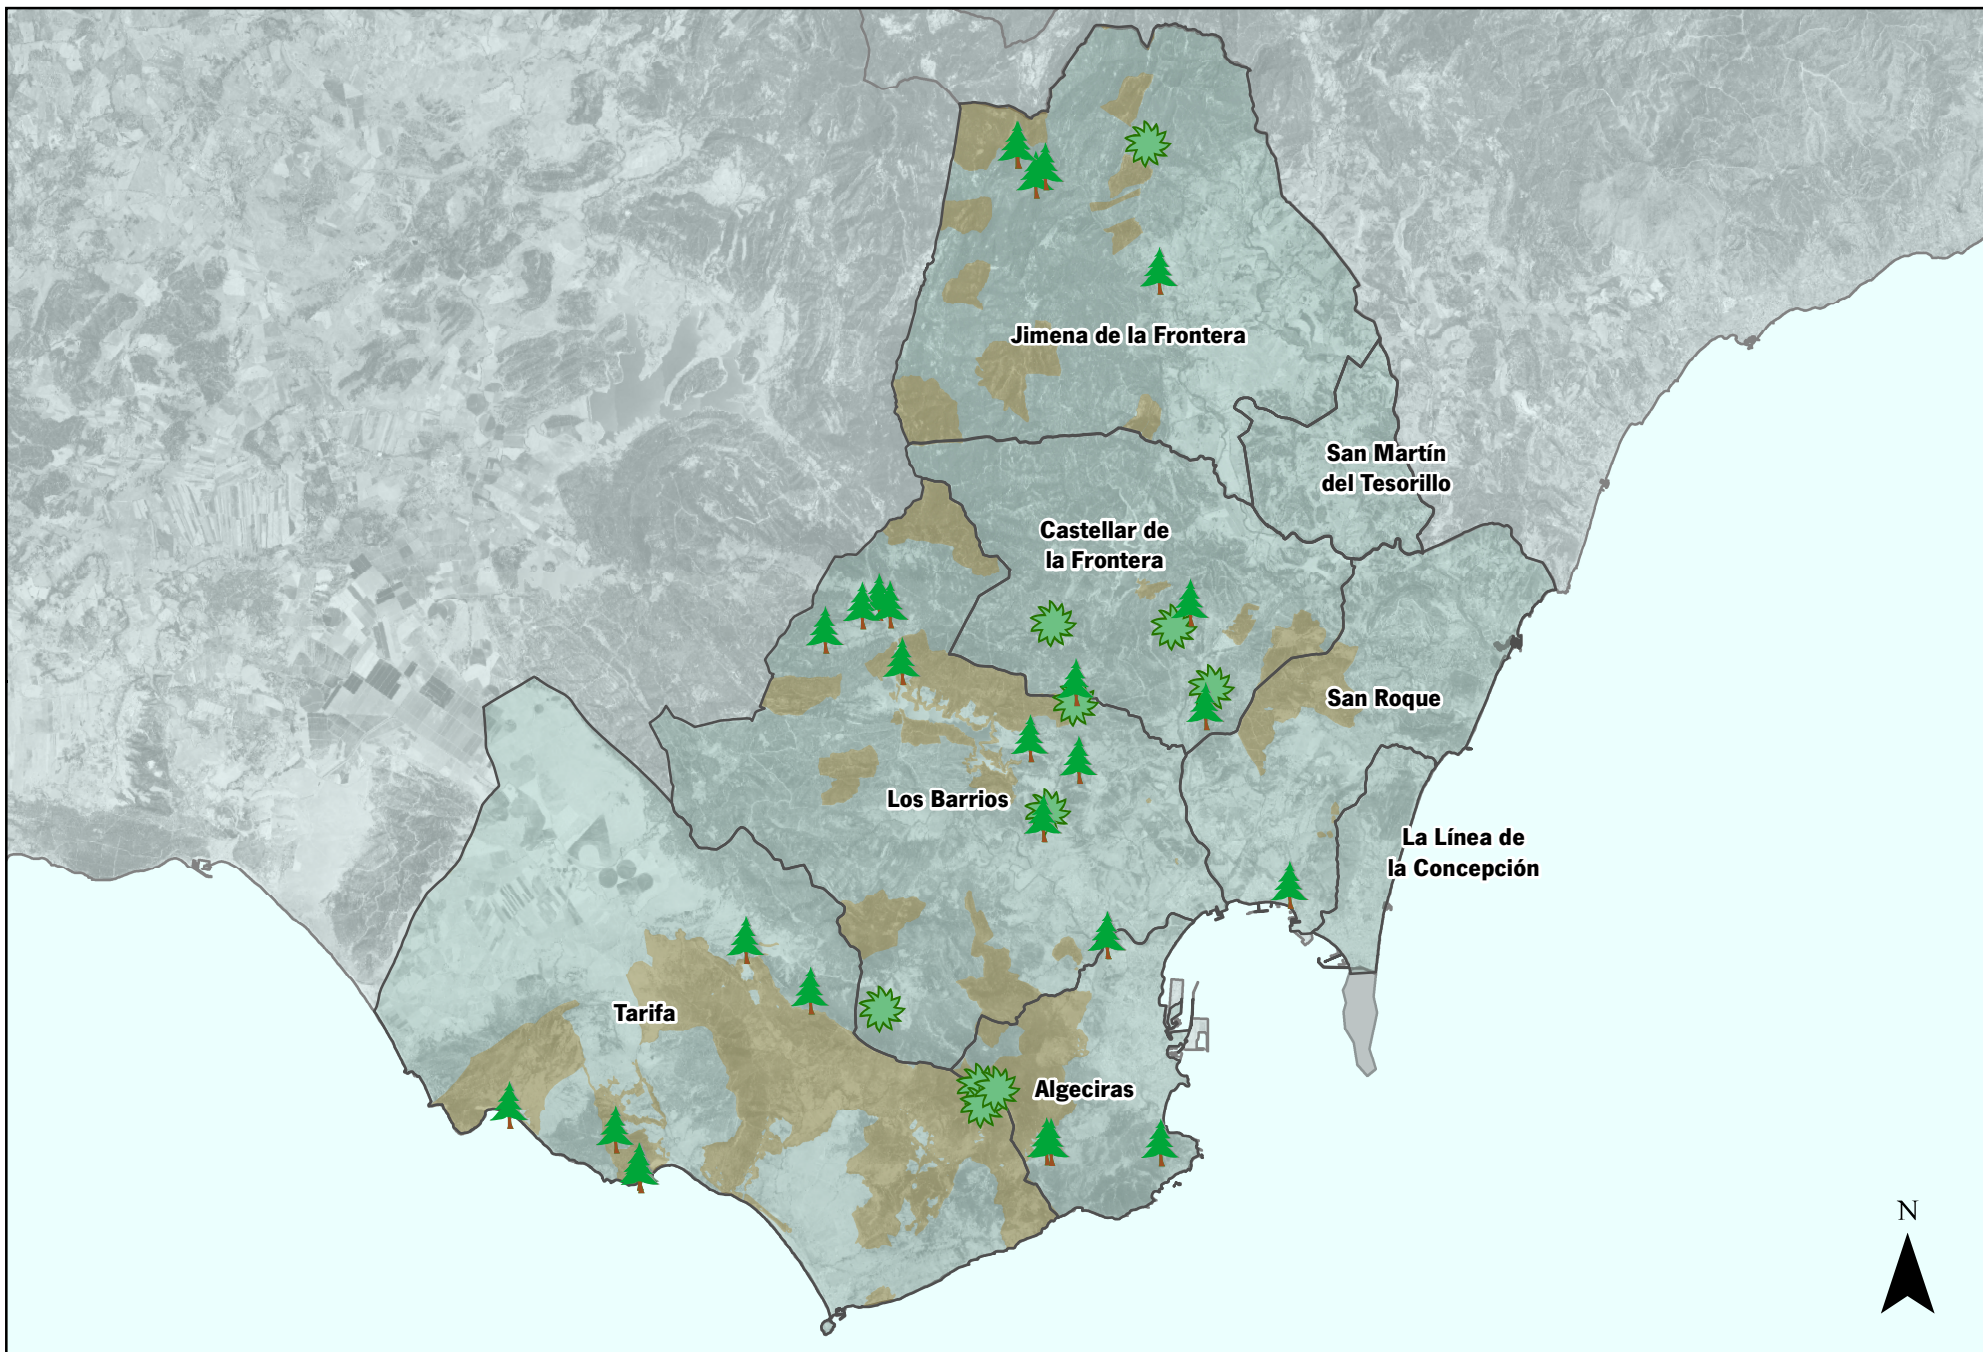 Jimena de la Frontera
San Martín
del Tesorillo
Castellar de
la Frontera
San Roque
Los Barrios
La Línea de
la Concepción
Tarifa
Algeciras
N